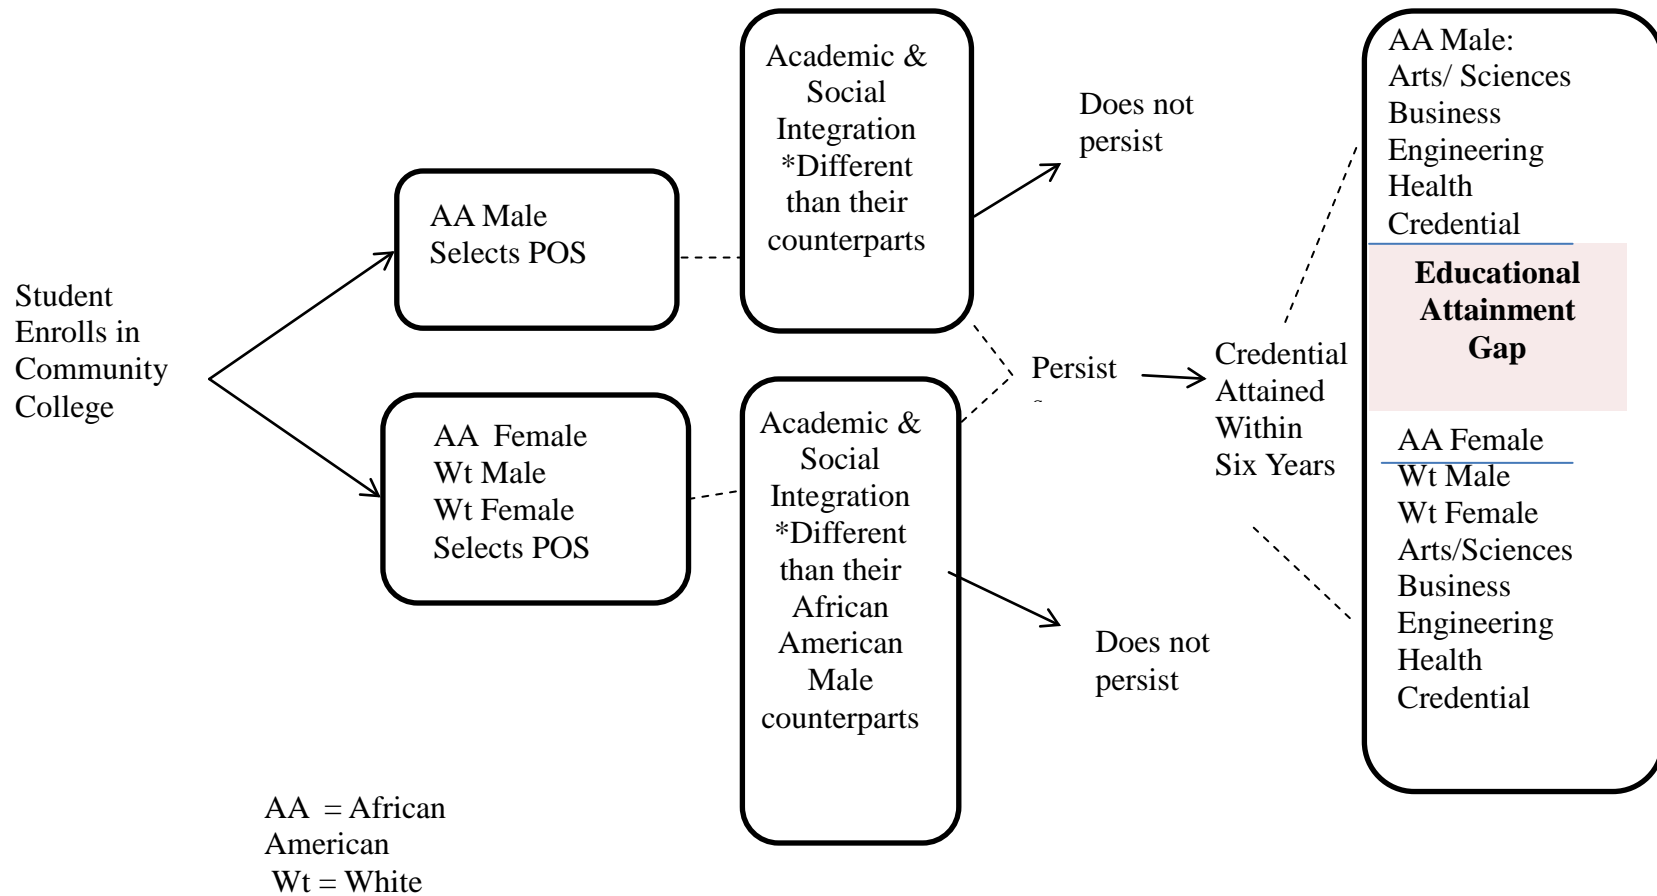 Student
Enrolls in
Community
College
AA Male
Selects POS
AA Female
Wt Male
Wt Female
Selects POS
Academic &
Social
Integration
*Different
than their
counterparts
Academic &
Social
Integration
*Different
than their
African
American
Male
counterparts
Does not
persist
Persist
Does not
persist
Credential
Attained
Within
Six Years
AA Male:
Arts/ Sciences
Business
Engineering
Health
Credential
Educational
Attainment
Gap
AA Female
Wt Male
Wt Female
Arts/Sciences
Business
Engineering
Health
Credential
AA = African
American
Wt = White